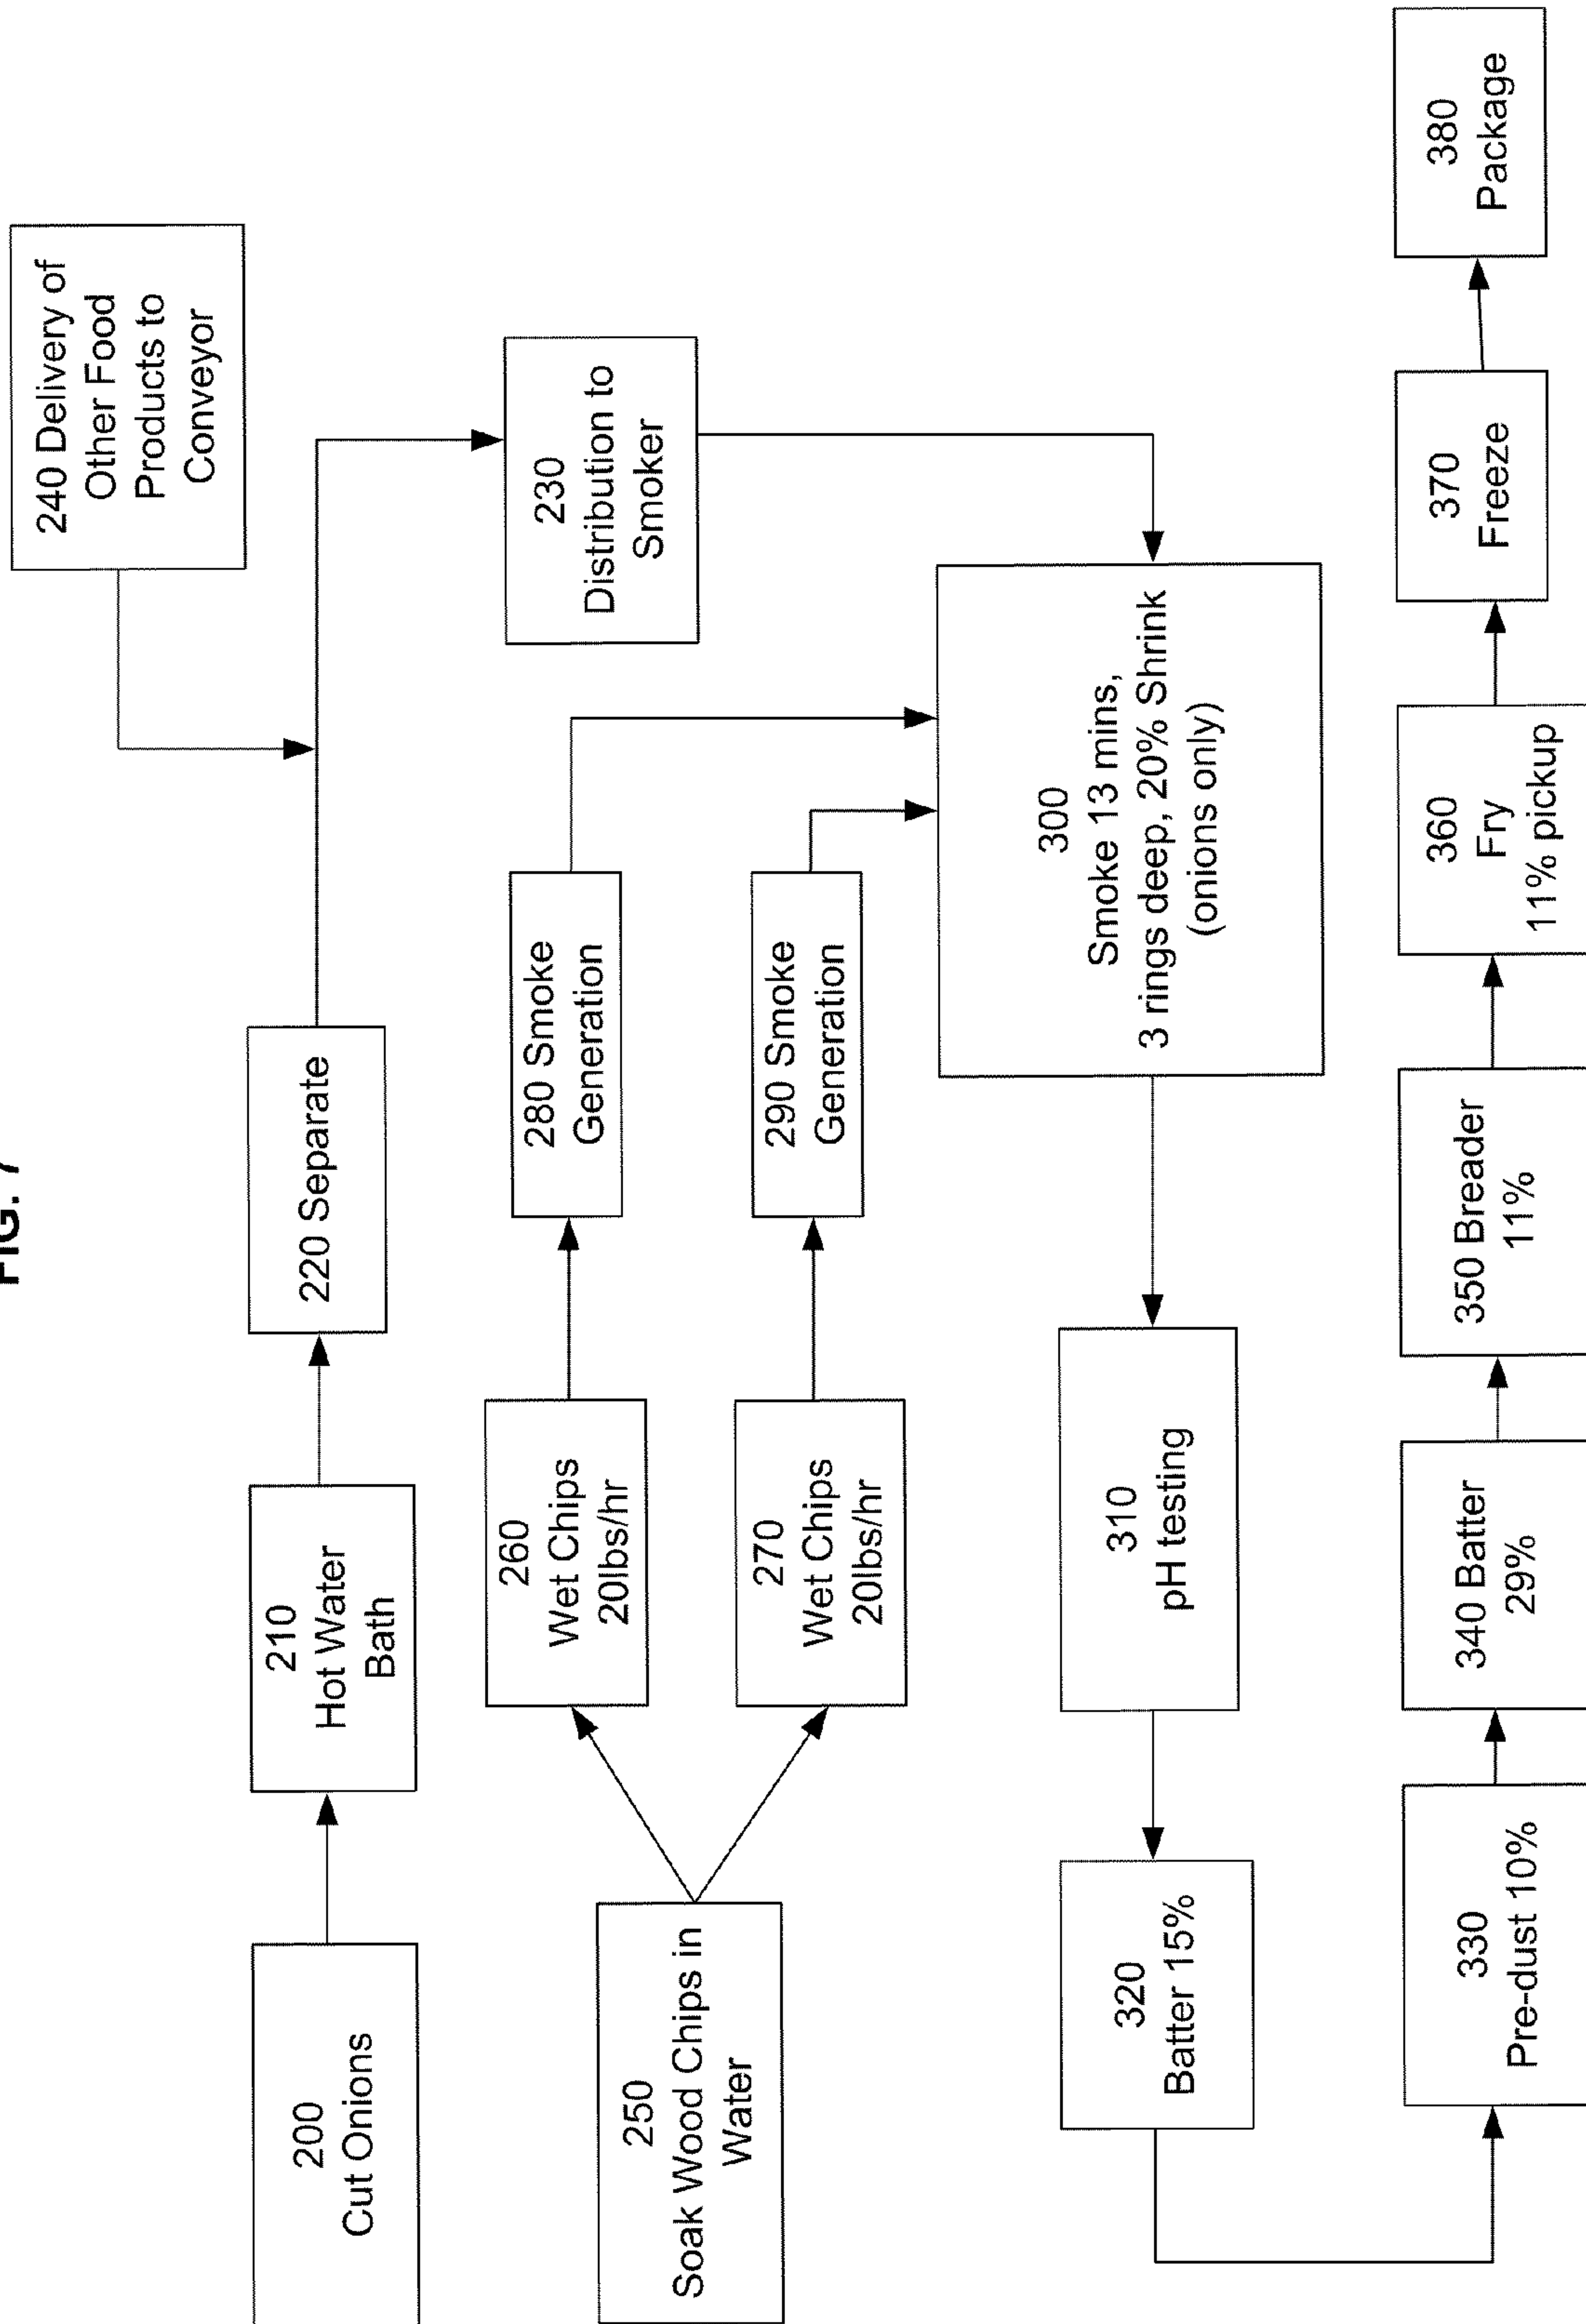 FIG. 7
200
Cut Onions
210
Hot Water
Bath
220 Separate
240 Delivery of
Other Food
Products to
Conveyor
230
Distribution to
Smoker
250
Soak Wood Chips in
Water
260
Wet Chips
20lbs/hr
270
Wet Chips
20lbs/hr
280 Smoke
Generation
290 Smoke
Generation
300
Smoke 13 mins,
3 rings deep, 20% Shrink
(onions only)
310
pH testing
320
Batter 15%
330
Pre-dust 10%
340 Batter
29%
350 Breader
11%
360
Fry
11% pickup
370
Freeze
380
Package